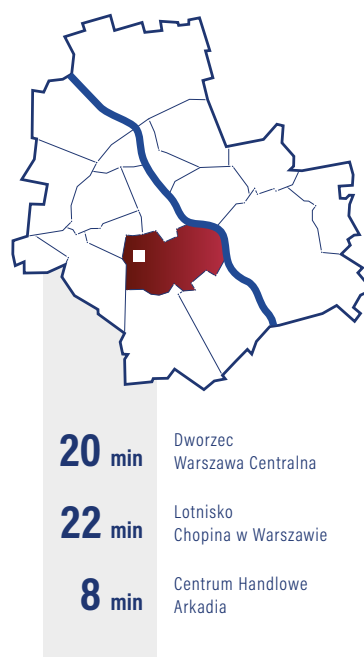 20 min
Dworzec
Warszawa Centralna
22 min
Lotnisko
Chopina w Warszawie
8 min
Centrum Handlowe
Arkadia